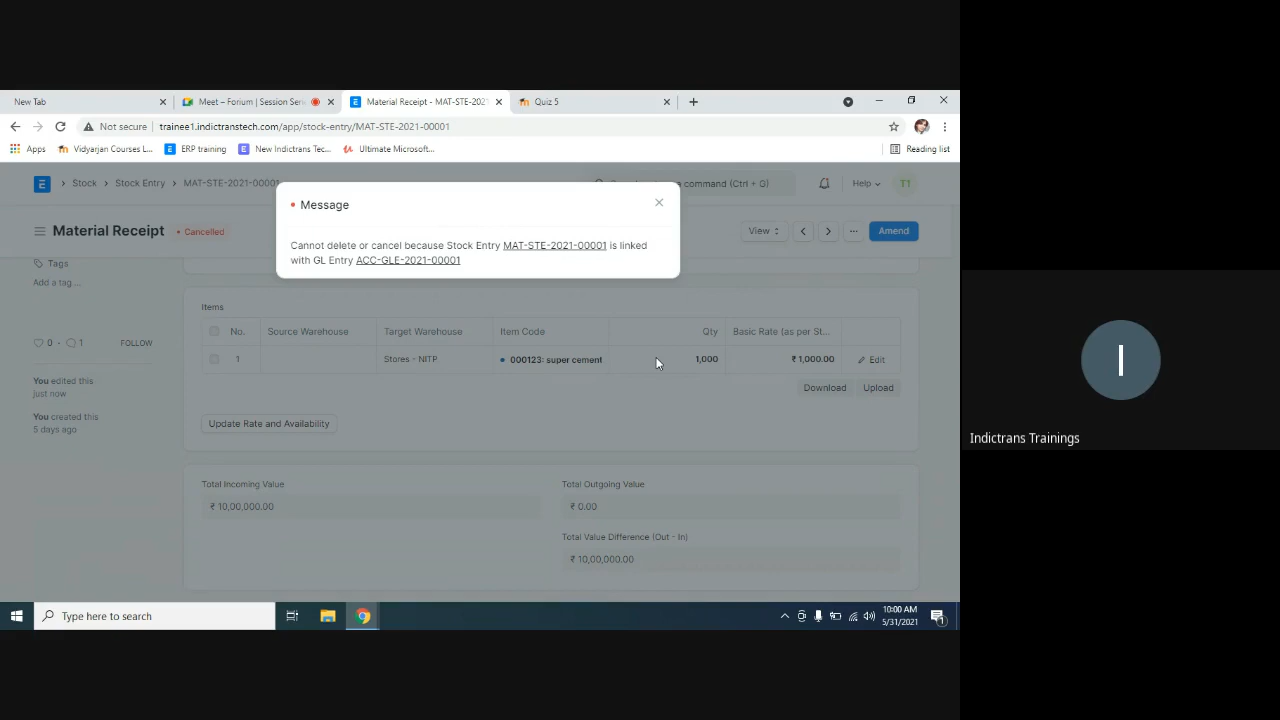 New Tab
Meet – Forium | Session Seri
Material Receipt - MAT-STE-202
Quiz 5
Not secure
trainee1.indictranstech.com/app/stock-entry/MAT-STE-2021-00001
Apps
Vidyarjan Courses L...
ERP training
New Indictrans Tec...
Ultimate Microsoft...
Reading list
E
Stock
Stock Entry
MAT-STE-2021-00001
command (Ctrl + G)
Help
TT
Message
Cannot delete or cancel because Stock Entry MAT-STE-2021-00001 is linked
with GL Entry ACC-GLE-2021-00001
Material Receipt
Cancelled
View
...
Amend
Tags
Add a tag ...
0 · 1
FOLLOW
You edited this
just now
You created this
5 days ago
Items
No.
Source Warehouse
Target Warehouse
Item Code
Qty
Basic Rate (as per St...
1
Stores - NITP
000123: super cement
1,000
₹ 1,000.00
Edit
Download
Upload
Update Rate and Availability
Total Incoming Value
₹ 10,00,000.00
Total Outgoing Value
₹ 0.00
Total Value Difference (Out - In)
₹ 10,00,000.00
Type here to search
10:00 AM
5/31/2021
1
I
Indictrans Trainings